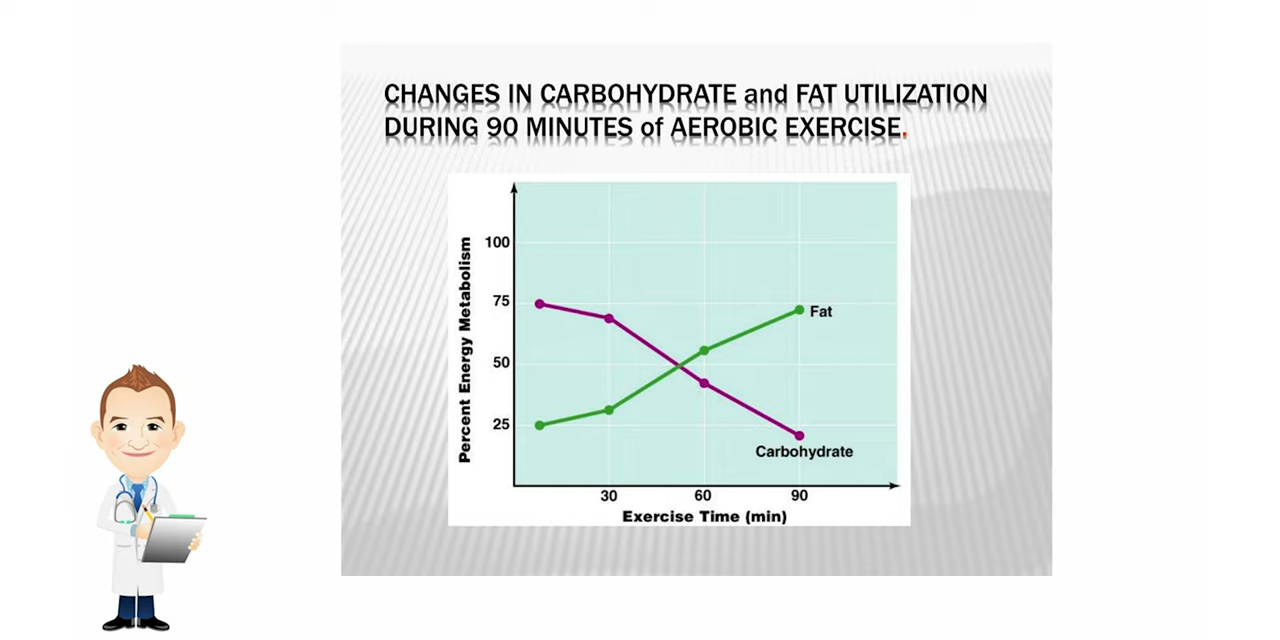 CHANGES IN CARBOHYDRATE and FAT UTILIZATION
DURING 90 MINUTES of AEROBIC EXERCISE.
Percent Energy Metabolism
100
75
50
25
Fat
Carbohydrate
30 60 90
Exercise Time (min)